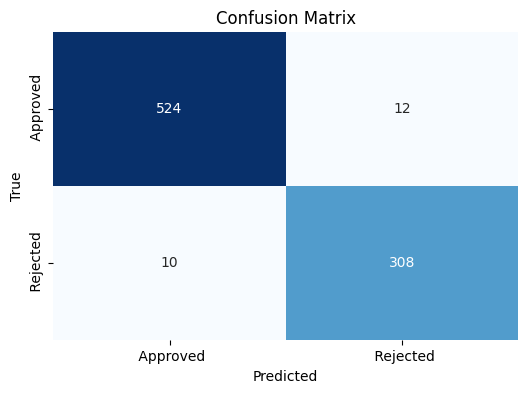 Confusion Matrix
True
Approved
524
12
Rejected
10
308
Approved
Rejected
Predicted